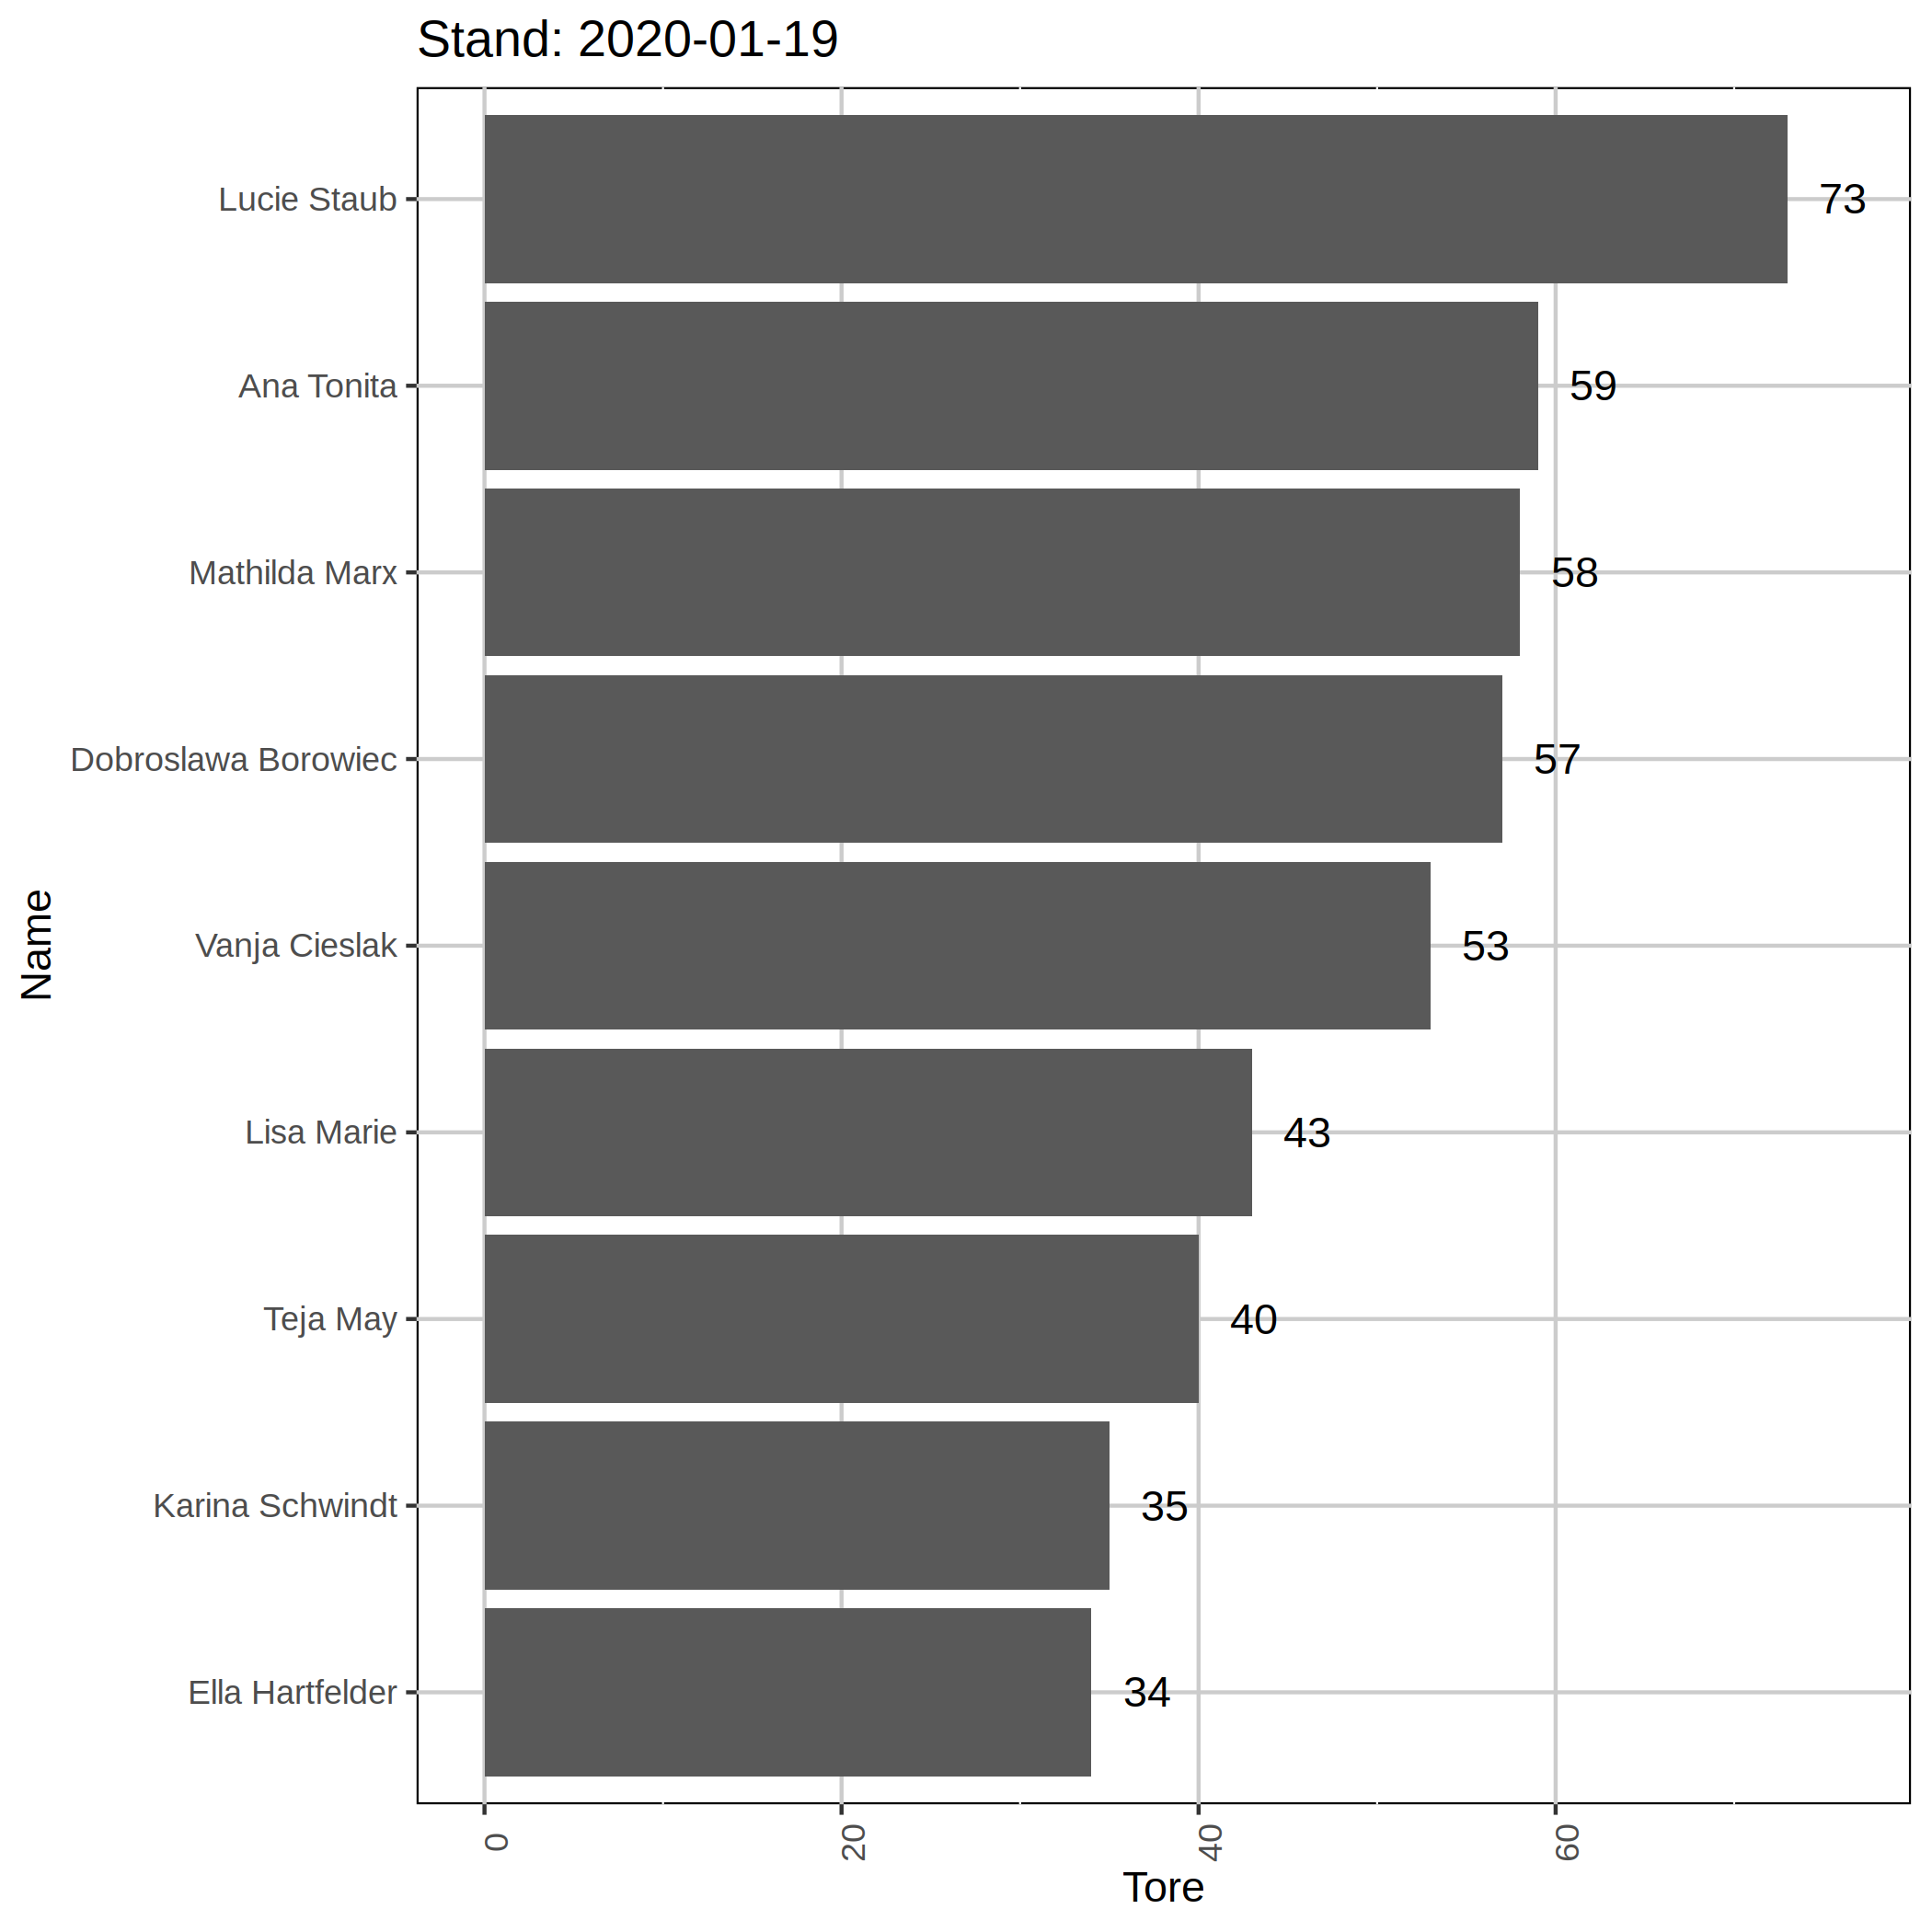 Stand: 2020-01-19
Lucie Staub 73
Ana Tonita 59
Mathilda Marx 58
Dobroslawa Borowiec 57
Vanja Cieslak 53
Lisa Marie 43
Teja May 40
Karina Schwindt 35
Ella Hartfelder 34
Name
0 20 40 60
Tore